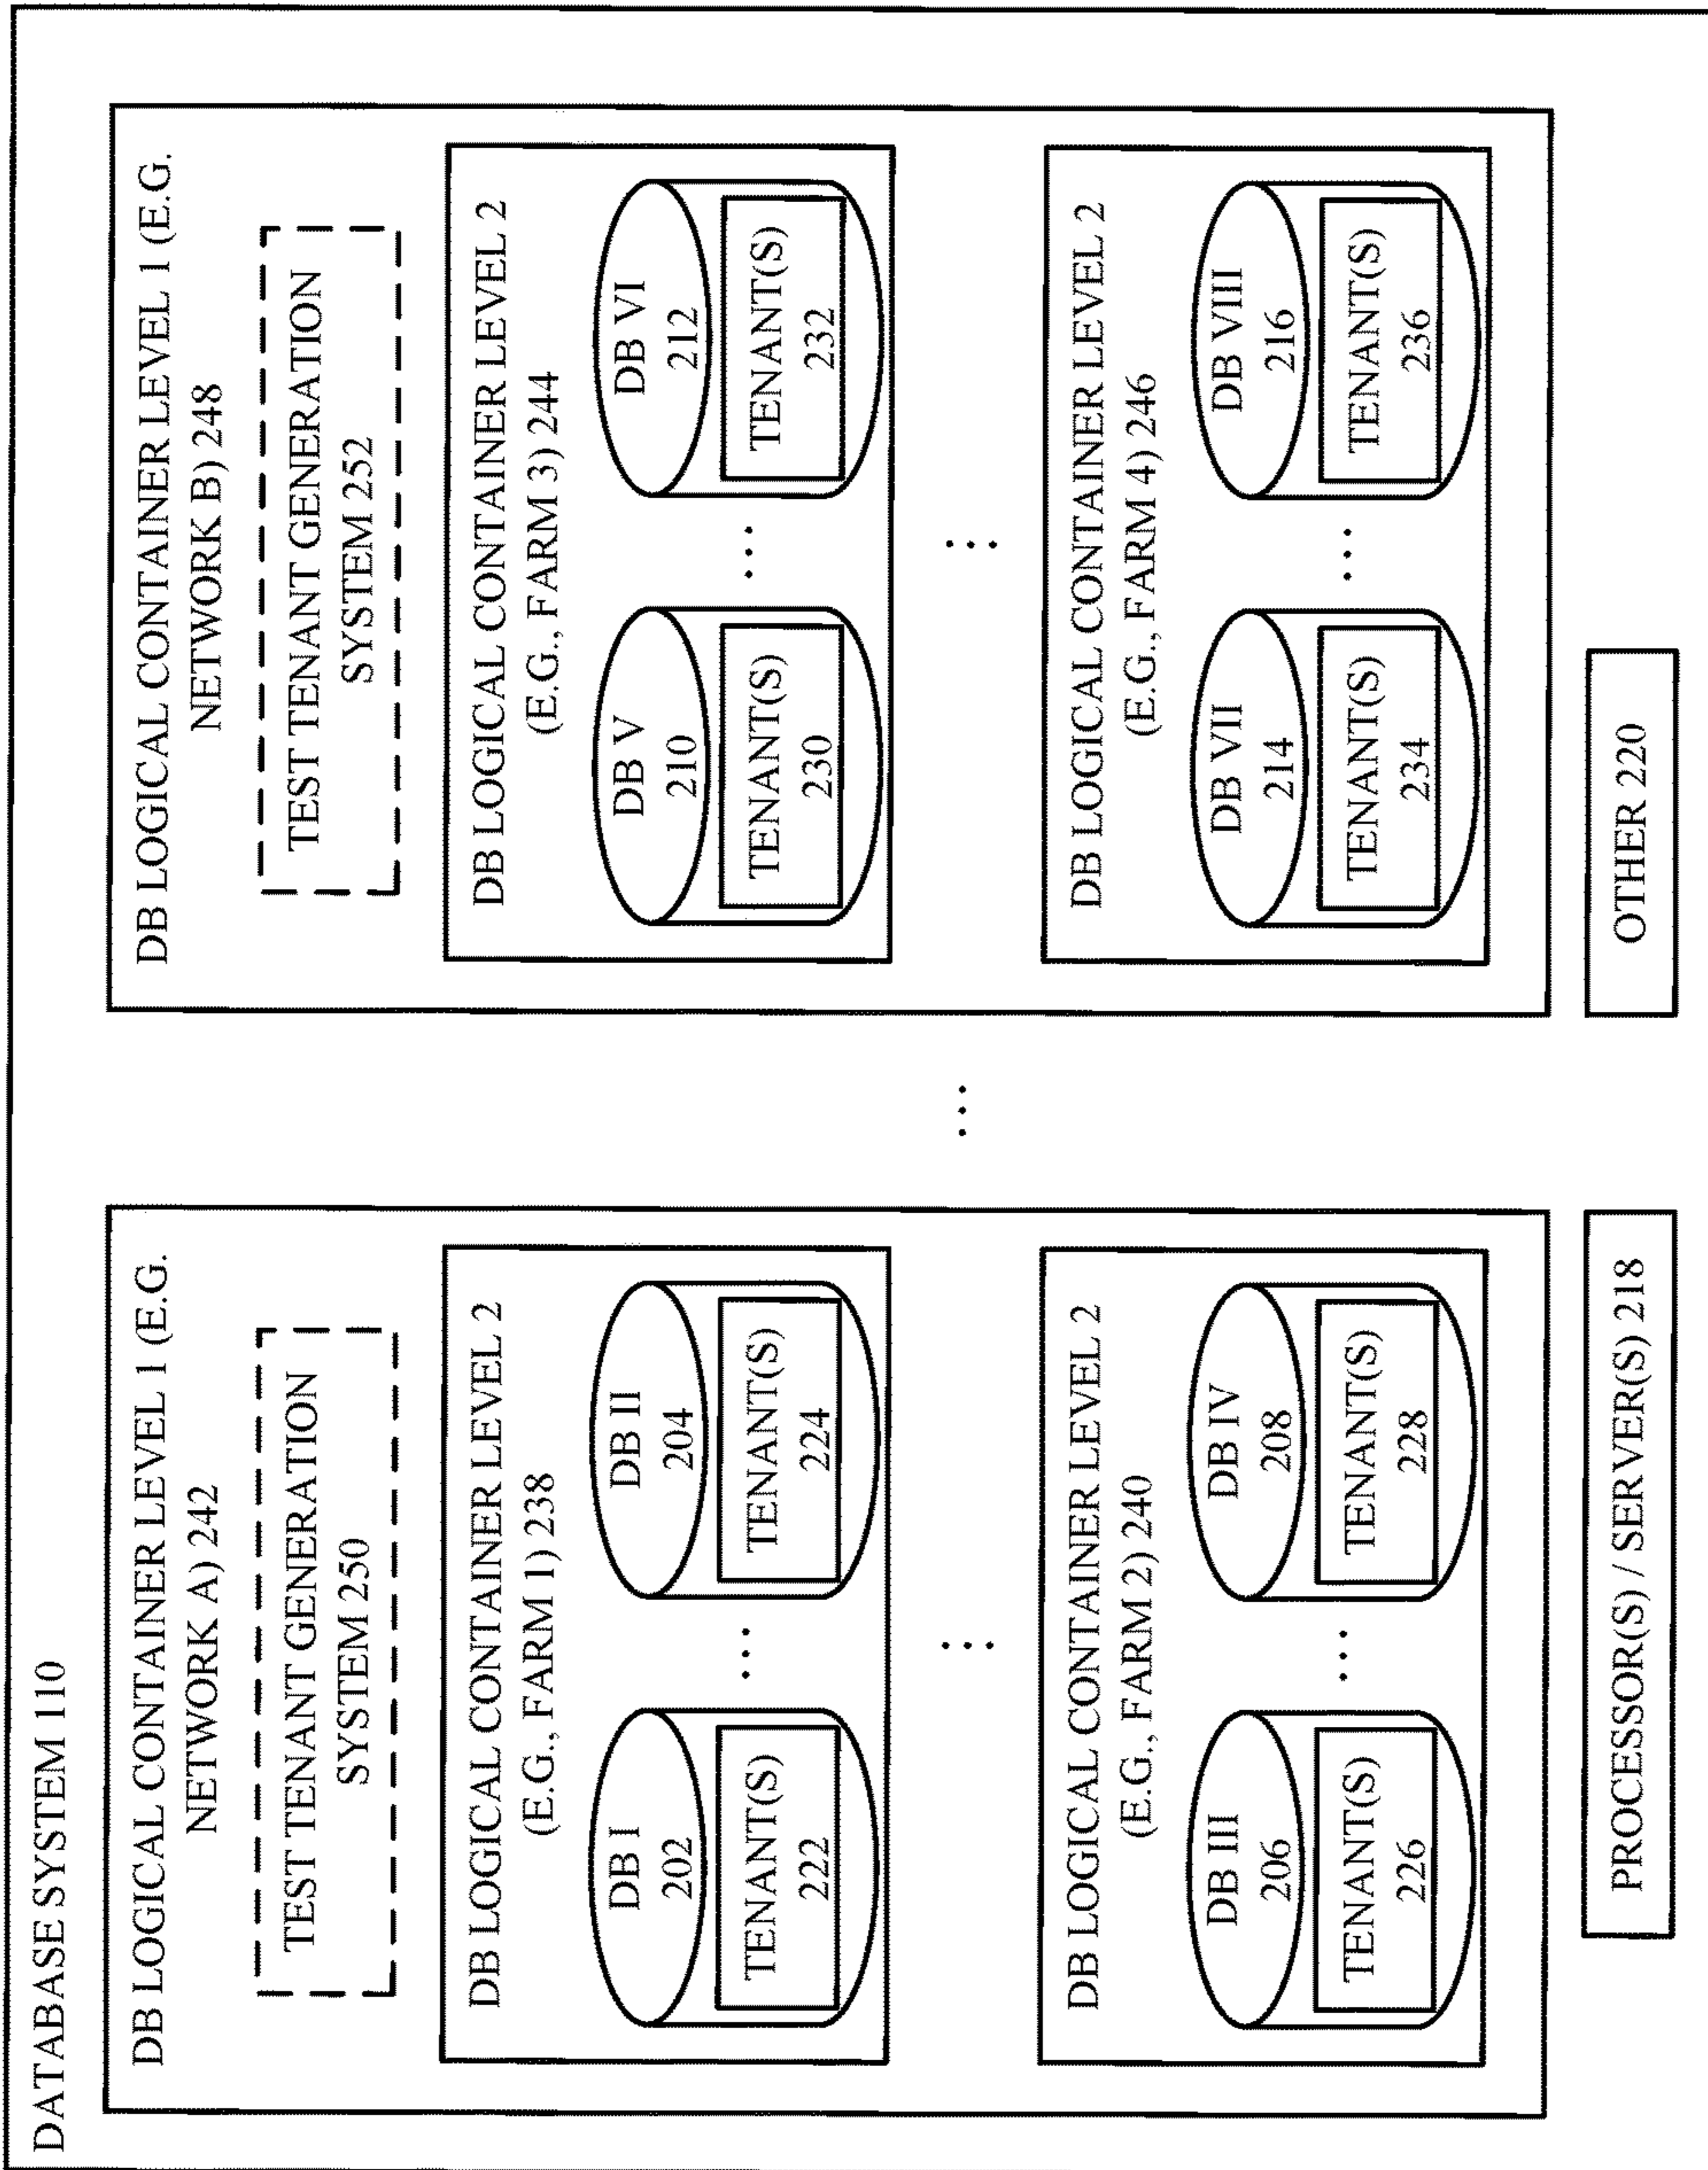 DATABASE SYSTEM 110
DB LOGICAL CONTAINER LEVEL 1 (E.G.
NETWORK A) 242
TEST TENANT GENERATION
SYSTEM 250
DB LOGICAL CONTAINER LEVEL 2
(E.G., FARM 1) 238
DB I
202
TENANT(S)
222
...
DB II
204
TENANT(S)
224
...
DB LOGICAL CONTAINER LEVEL 2
(E.G., FARM 2) 240
DB III
206
TENANT(S)
226
...
DB IV
208
TENANT(S)
228
...
DB LOGICAL CONTAINER LEVEL 1 (E.G.
NETWORK B) 248
TEST TENANT GENERATION
SYSTEM 252
DB LOGICAL CONTAINER LEVEL 2
(E.G., FARM 3) 244
DB V
210
TENANT(S)
230
...
DB VI
212
TENANT(S)
232
...
DB LOGICAL CONTAINER LEVEL 2
(E.G., FARM 4) 246
DB VII
214
TENANT(S)
234
...
DB VIII
216
TENANT(S)
236
PROCESSOR(S) / SERVER(S) 218
OTHER 220